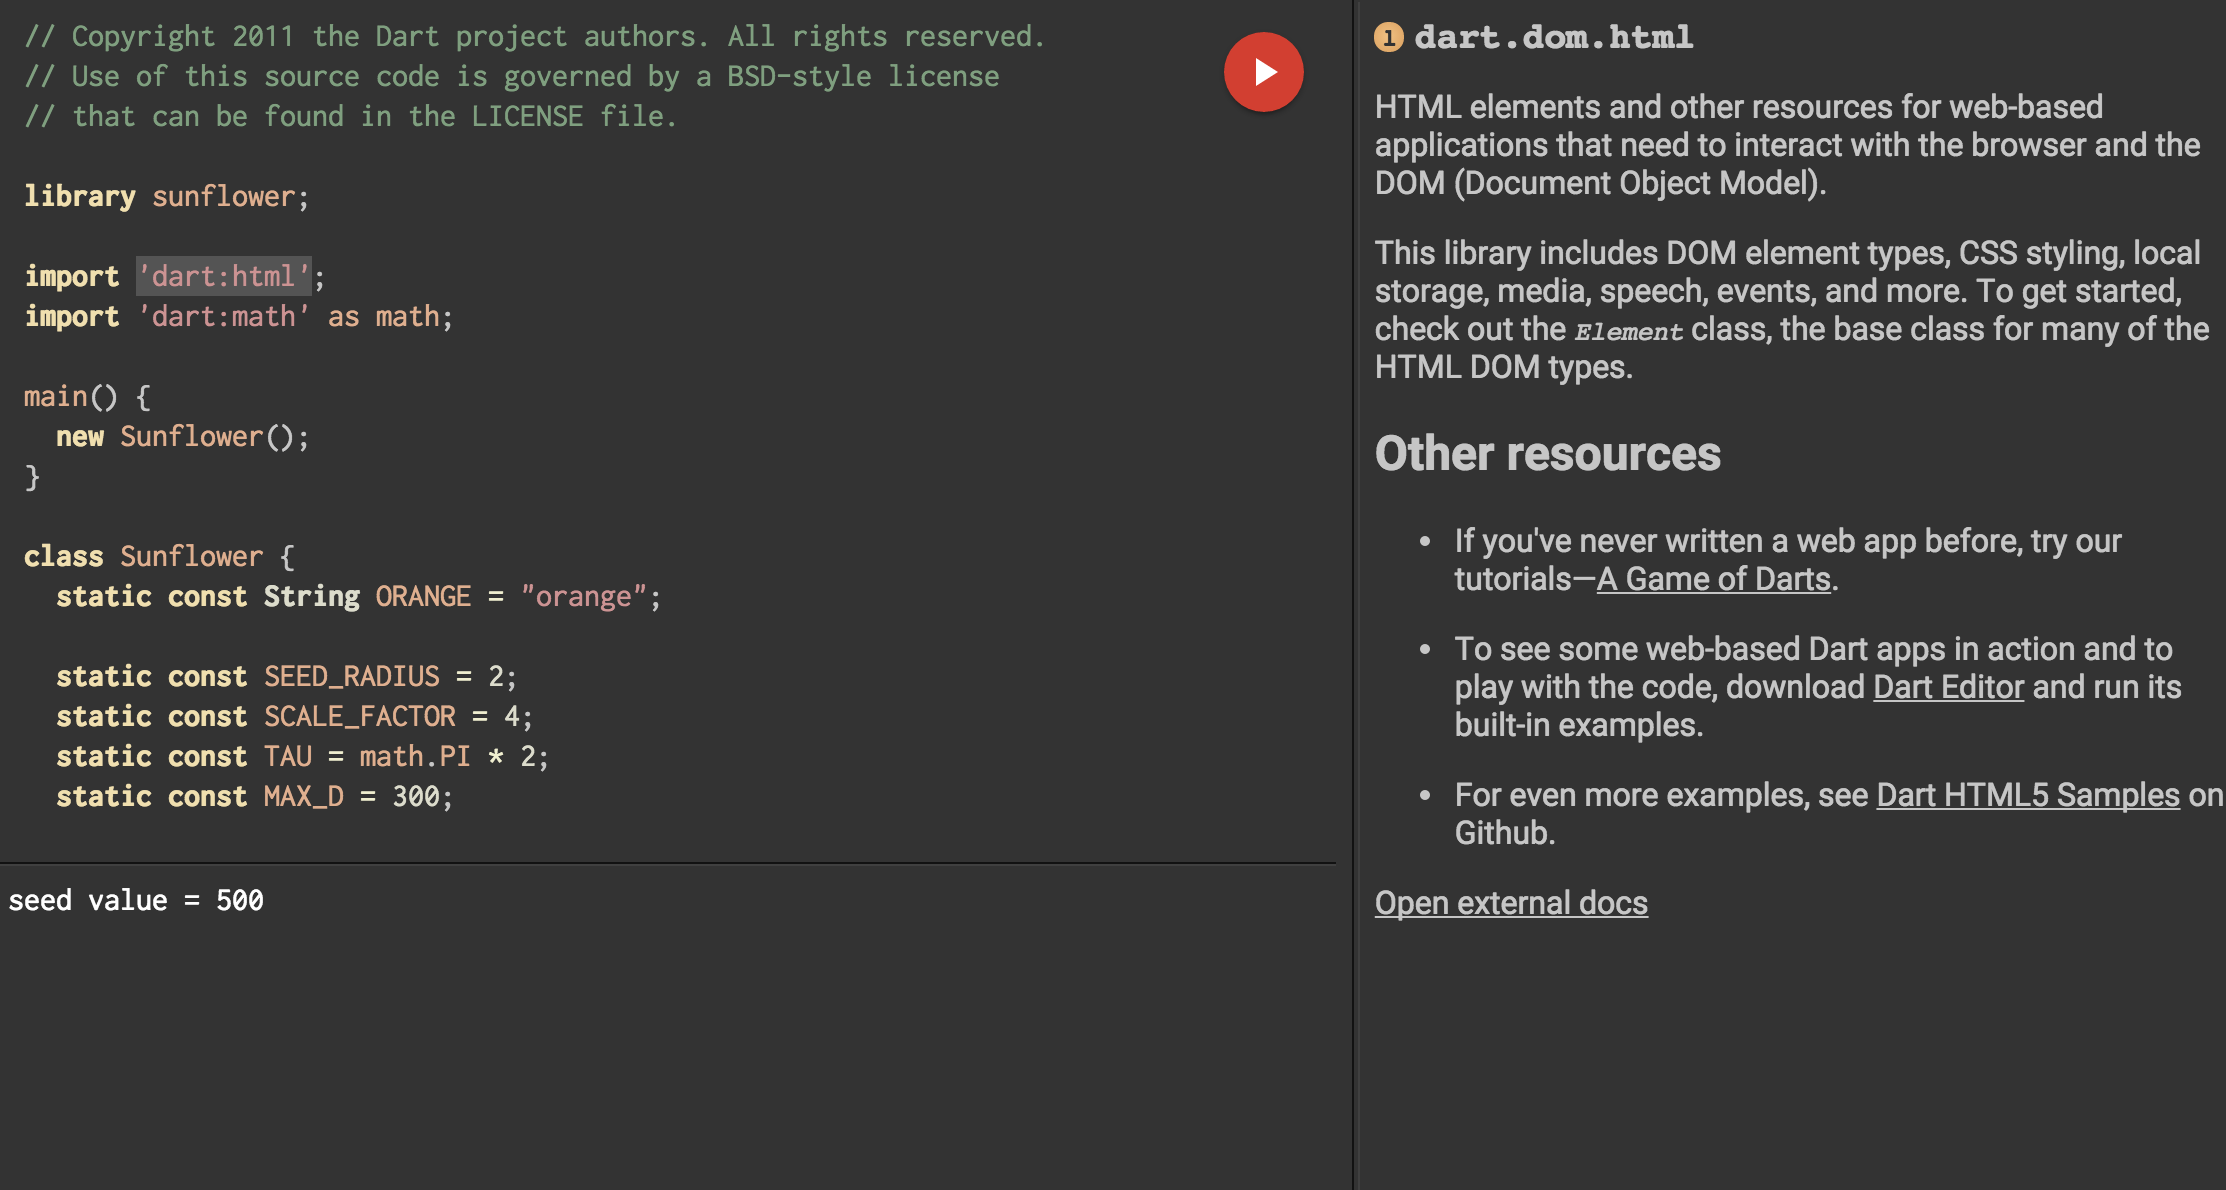 // Copyright 2011 the Dart project authors. All rights reserved.
// Use of this source code is governed by a BSD-style license
// that can be found in the LICENSE file.
library sunflower;
import 'dart:html';
import 'dart:math' as math;
main() {
  new Sunflower();
}
class Sunflower {
  static const String ORANGE = "orange";
  static const SEED_RADIUS = 2;
  static const SCALE_FACTOR = 4;
  static const TAU = math.PI * 2;
  static const MAX_D = 300;
seed value = 500
1 dart.dom.html
HTML elements and other resources for web-based
applications that need to interact with the browser and the
DOM (Document Object Model).
This library includes DOM element types, CSS styling, local
storage, media, speech, events, and more. To get started,
check out the Element class, the base class for many of the
HTML DOM types.
Other resources
• If you've never written a web app before, try our
tutorials—A Game of Darts.
• To see some web-based Dart apps in action and to
play with the code, download Dart Editor and run its
built-in examples.
• For even more examples, see Dart HTML5 Samples on
Github.
Open external docs